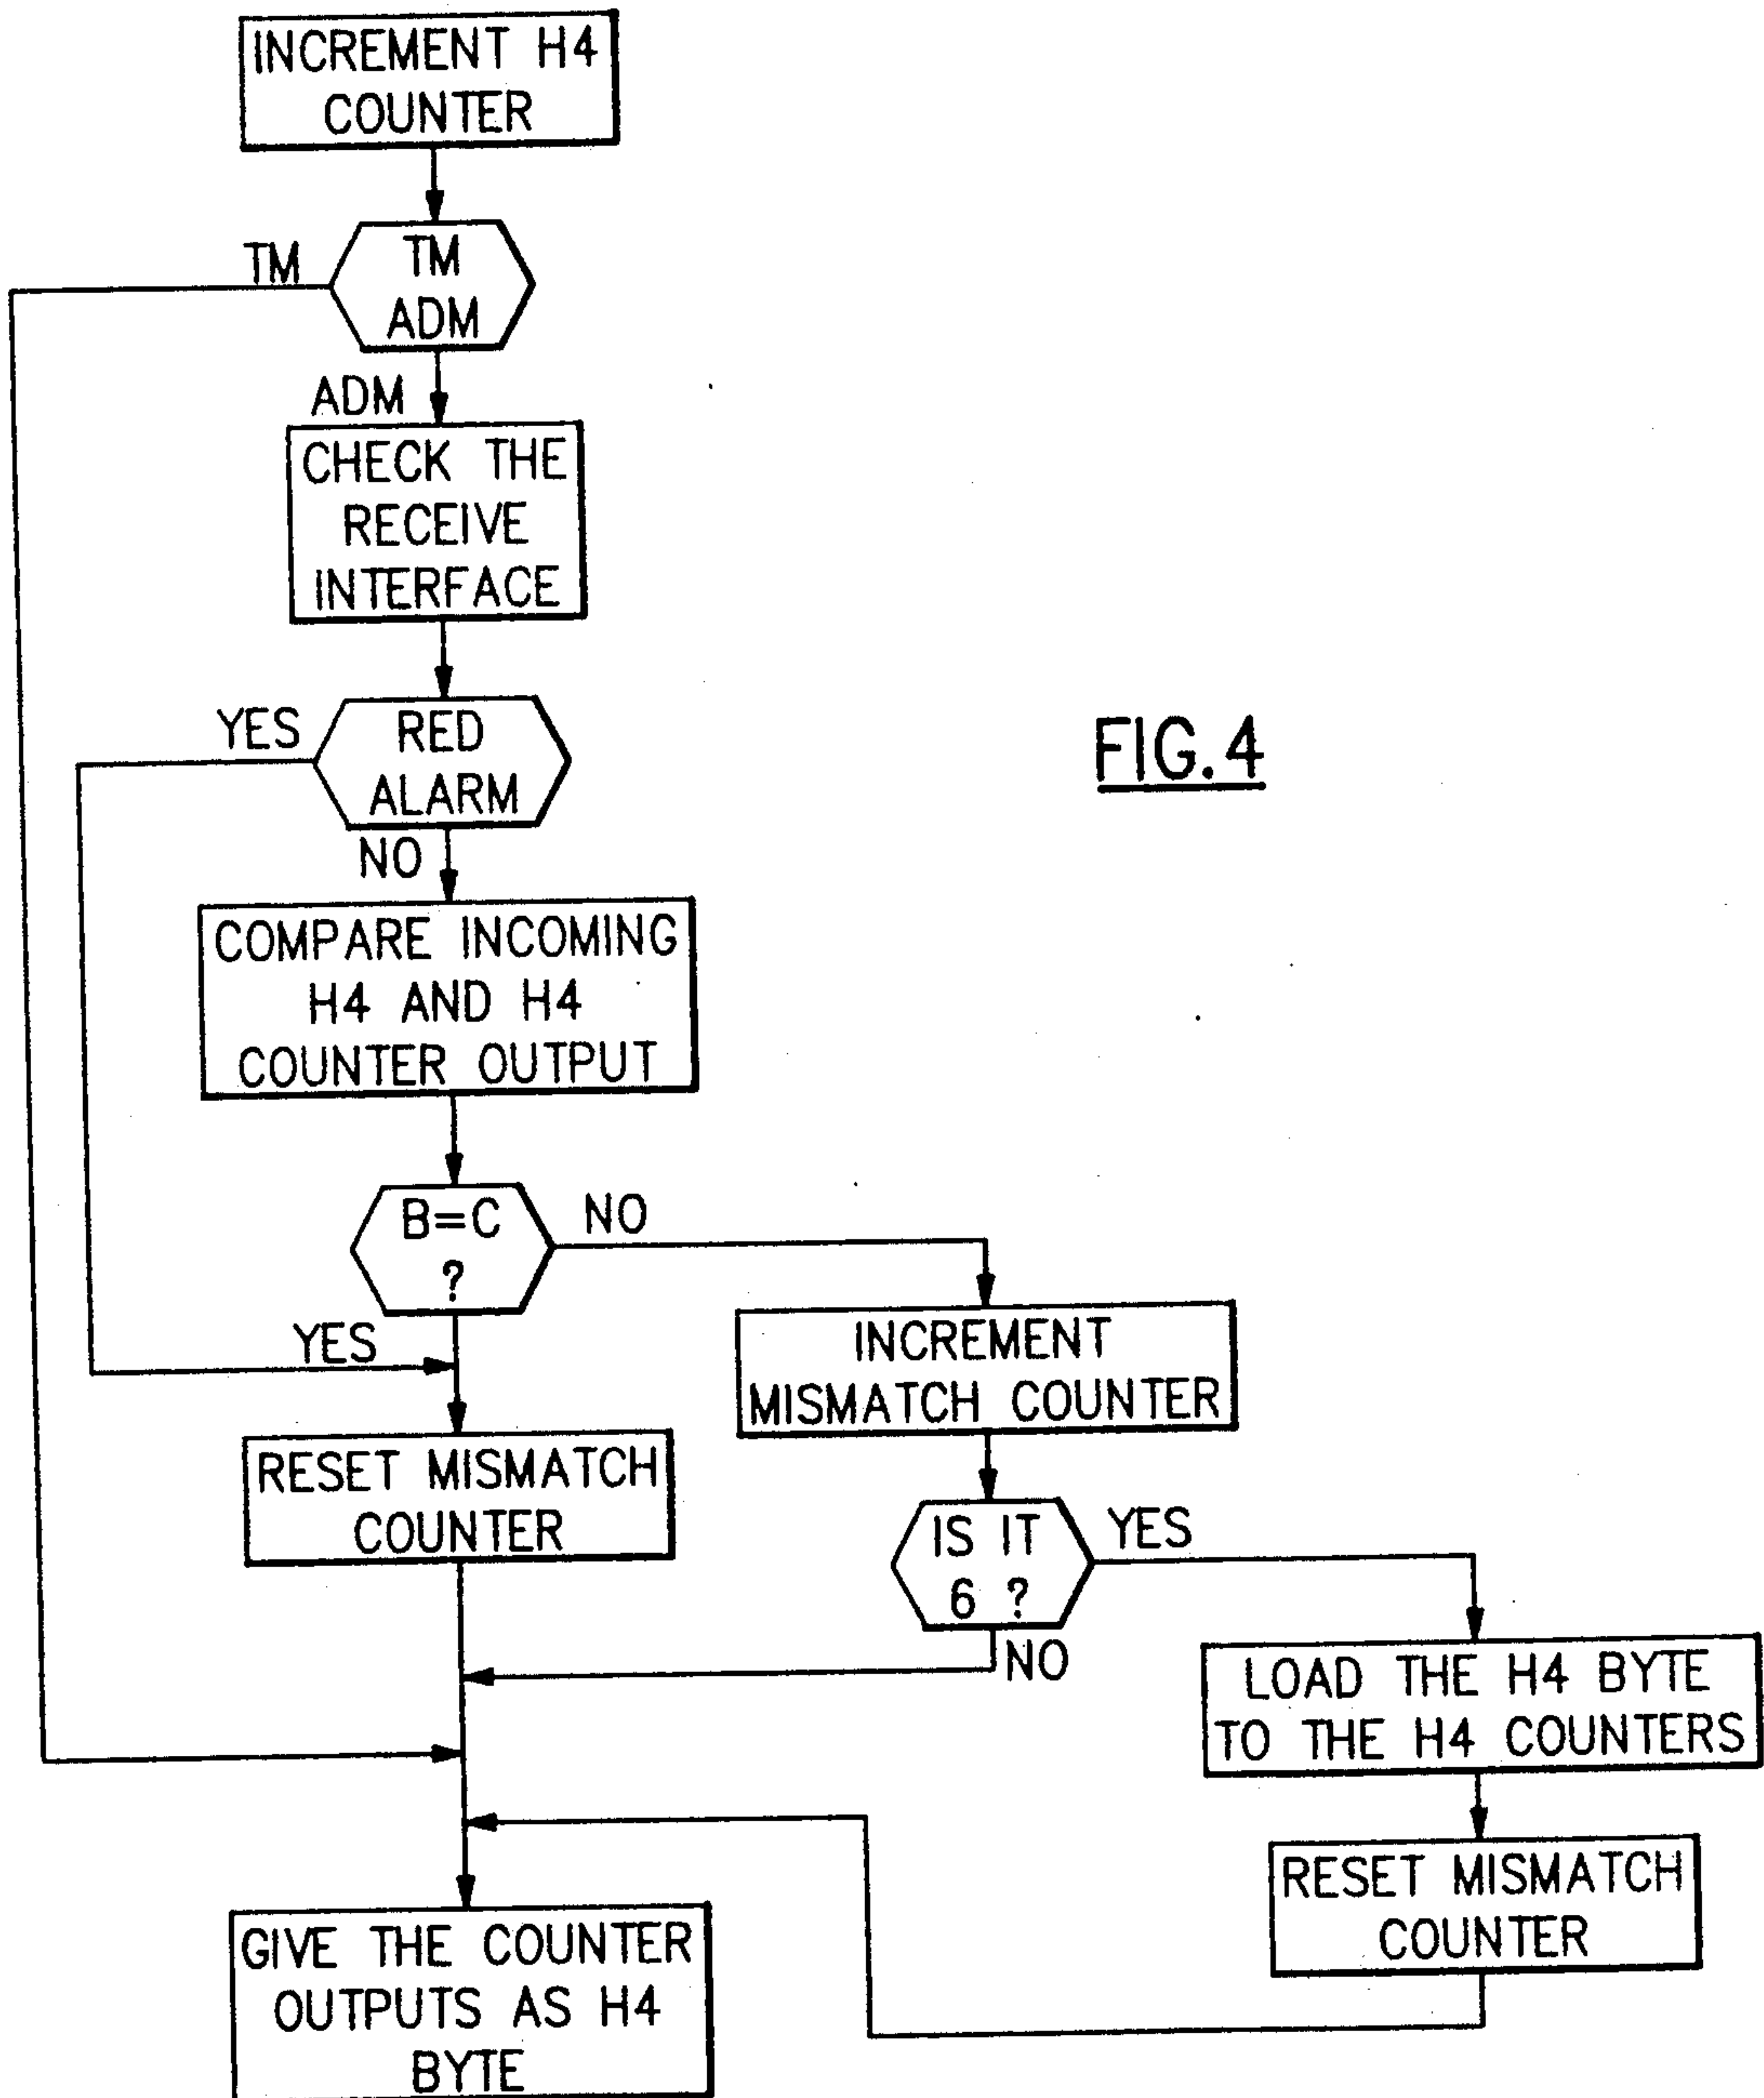 INCREMENT H4
COUNTER
TM
TM
ADM
ADM
CHECK THE
RECEIVE
INTERFACE
YES
RED
ALARM
NO
FIG.4
COMPARE INCOMING
H4 AND H4
COUNTER OUTPUT
B=C
?
NO
YES
INCREMENT
MISMATCH COUNTER
RESET MISMATCH
COUNTER
IS IT
6 ?
YES
NO
LOAD THE H4 BYTE
TO THE H4 COUNTERS
RESET MISMATCH
COUNTER
GIVE THE COUNTER
OUTPUTS AS H4
BYTE